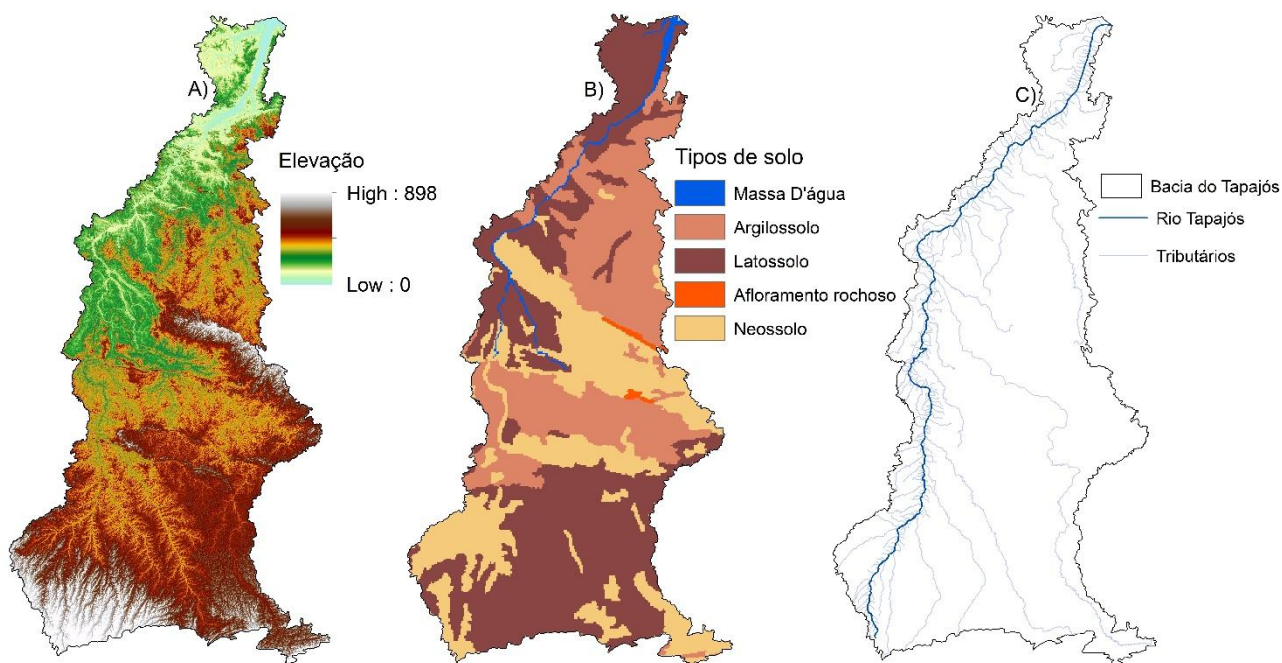 A)
Elevação
High : 898
Low : 0
B)
Tipos de solo
Massa D'água
Argilossolo
Latossolo
Afloramento rochoso
Neossolo
C)
Bacia do Tapajós
Rio Tapajós
Tributários